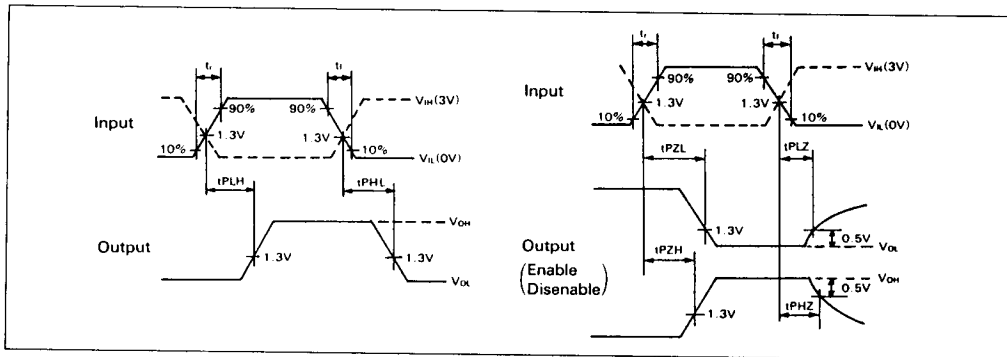 tr
tf
90%
90%
VIH(3V)
Input
1.3V
1.3V
10%
10%
VIL(0V)
tPLH
tPHL
VOH
Output
1.3V
1.3V
VOL
tr
tf
90%
90%
VIH(3V)
Input
1.3V
1.3V
10%
10%
VIL(0V)
tPZL
tPLZ
1.3V
0.5V
VOL
Output
(Enable
Disenable)
tPZH
VOH
0.5V
1.3V
tPHZ